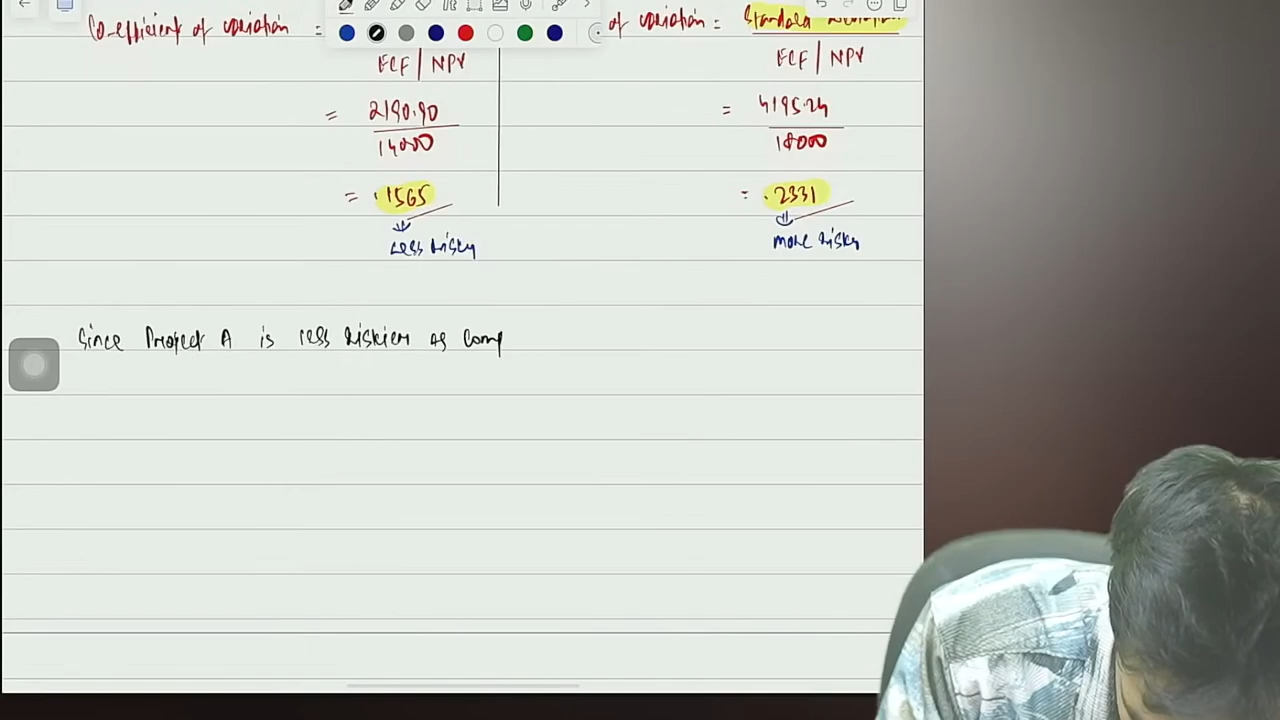 Co-efficient of variation = of variation = Standard Deviation
ECF | NPV ECF | NPV
= 2190.90 = 4195.24
14000 18000
= .1565 = .2331
Less Risky more Risky
Since Project A is less Riskier as comp